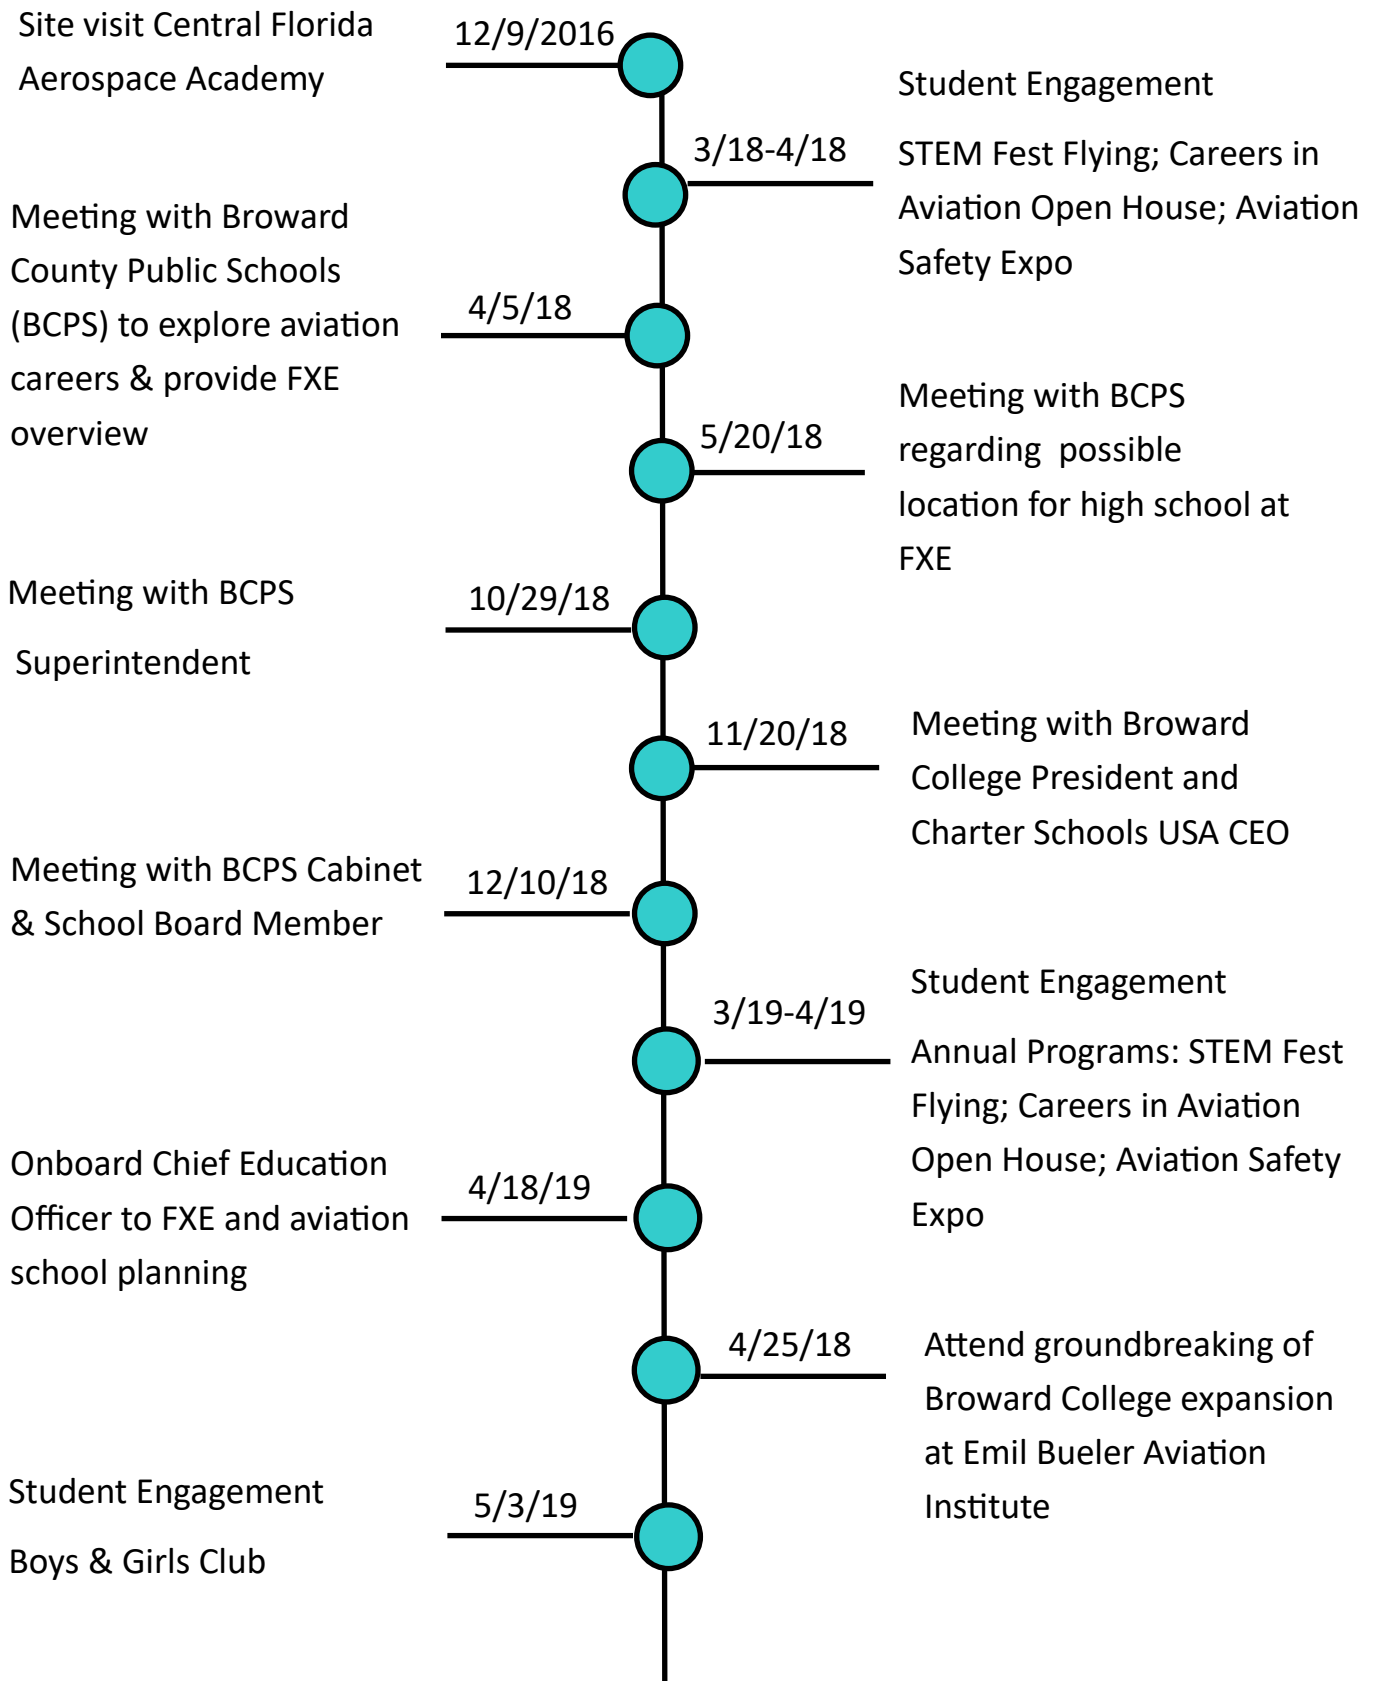 Site visit Central Florida
Aerospace Academy
12/9/2016
3/18-4/18
Student Engagement
STEM Fest Flying; Careers in
Aviation Open House; Aviation
Safety Expo
Meeting with Broward
County Public Schools
(BCPS) to explore aviation
careers & provide FXE
overview
4/5/18
5/20/18
Meeting with BCPS
regarding possible
location for high school at
FXE
Meeting with BCPS
Superintendent
10/29/18
11/20/18
Meeting with Broward
College President and
Charter Schools USA CEO
Meeting with BCPS Cabinet
& School Board Member
12/10/18
3/19-4/19
Student Engagement
Annual Programs: STEM Fest
Flying; Careers in Aviation
Open House; Aviation Safety
Expo
Onboard Chief Education
Officer to FXE and aviation
school planning
4/18/19
4/25/18
Attend groundbreaking of
Broward College expansion
at Emil Bueler Aviation
Institute
Student Engagement
Boys & Girls Club
5/3/19